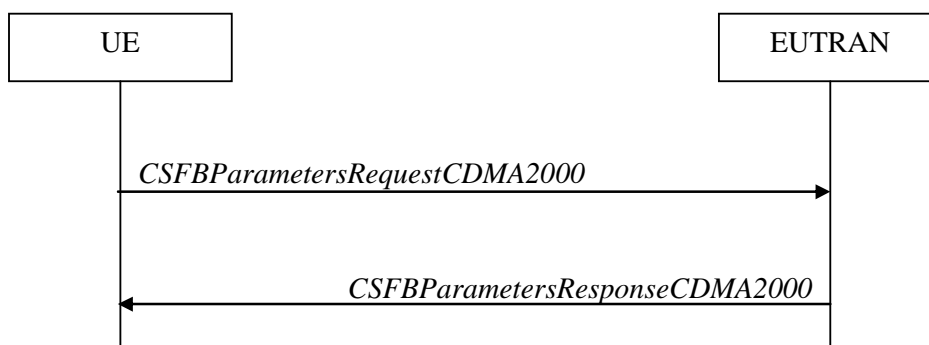 UE
EUTRAN
CSFBParametersRequestCDMA2000
CSFBParametersResponseCDMA2000